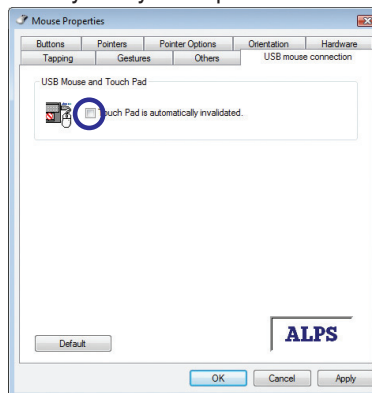 Mouse Properties
Buttons Pointers Pointer Options Orientation Hardware
Tapping Gestures Others USB mouse connection
USB Mouse and Touch Pad
Touch Pad is automatically invalidated.
ALPS
Default
OK Cancel Apply